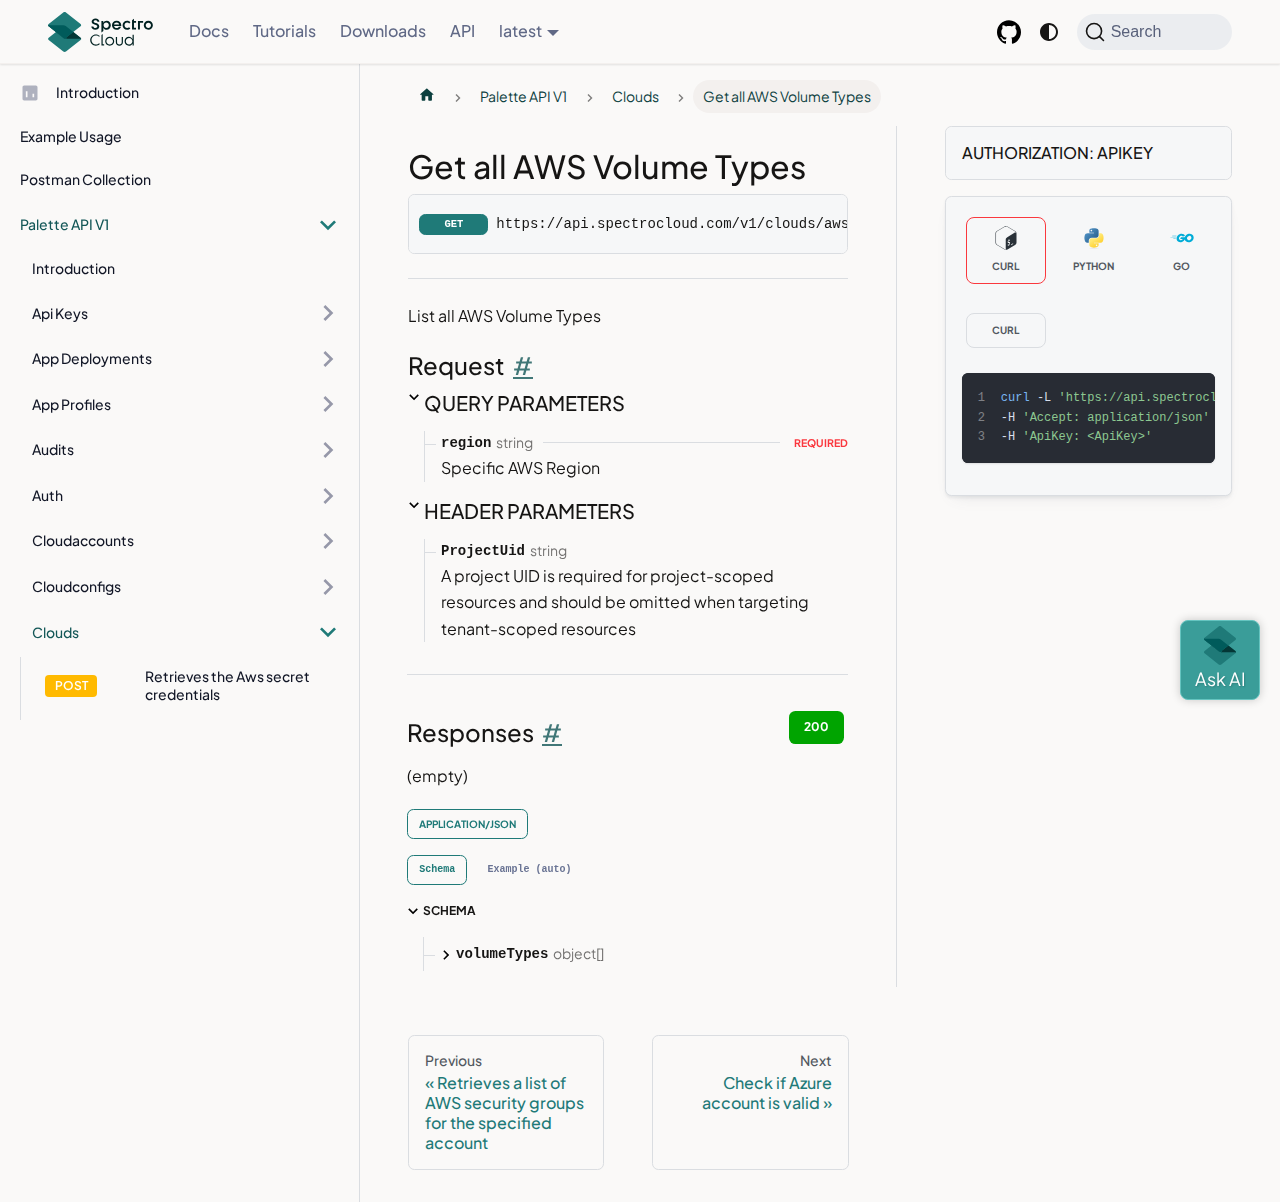 Spectro
Cloud
Docs
Tutorials
Downloads
API
latest
Search
Introduction
Example Usage
Postman Collection
Palette API V1
Introduction
Api Keys
App Deployments
App Profiles
Audits
Auth
Cloudaccounts
Cloudconfigs
Clouds
POST
Retrieves the Aws secret
credentials
Palette API V1
Clouds
Get all AWS Volume Types
Get all AWS Volume Types
GET
https://api.spectrocloud.com/v1/clouds/aws
List all AWS Volume Types
Request #
QUERY PARAMETERS
region string
REQUIRED
Specific AWS Region
HEADER PARAMETERS
ProjectUid string
A project UID is required for project-scoped
resources and should be omitted when targeting
tenant-scoped resources
Responses #
200
(empty)
APPLICATION/JSON
Schema
Example (auto)
SCHEMA
volumeTypes object[]
Previous
« Retrieves a list of
AWS security groups
for the specified
account
Next
Check if Azure
account is valid »
AUTHORIZATION: APIKEY
CURL
PYTHON
GO
CURL
1 curl -L 'https://api.spectrocl
2 -H 'Accept: application/json'
3 -H 'ApiKey: <ApiKey>'
Ask AI